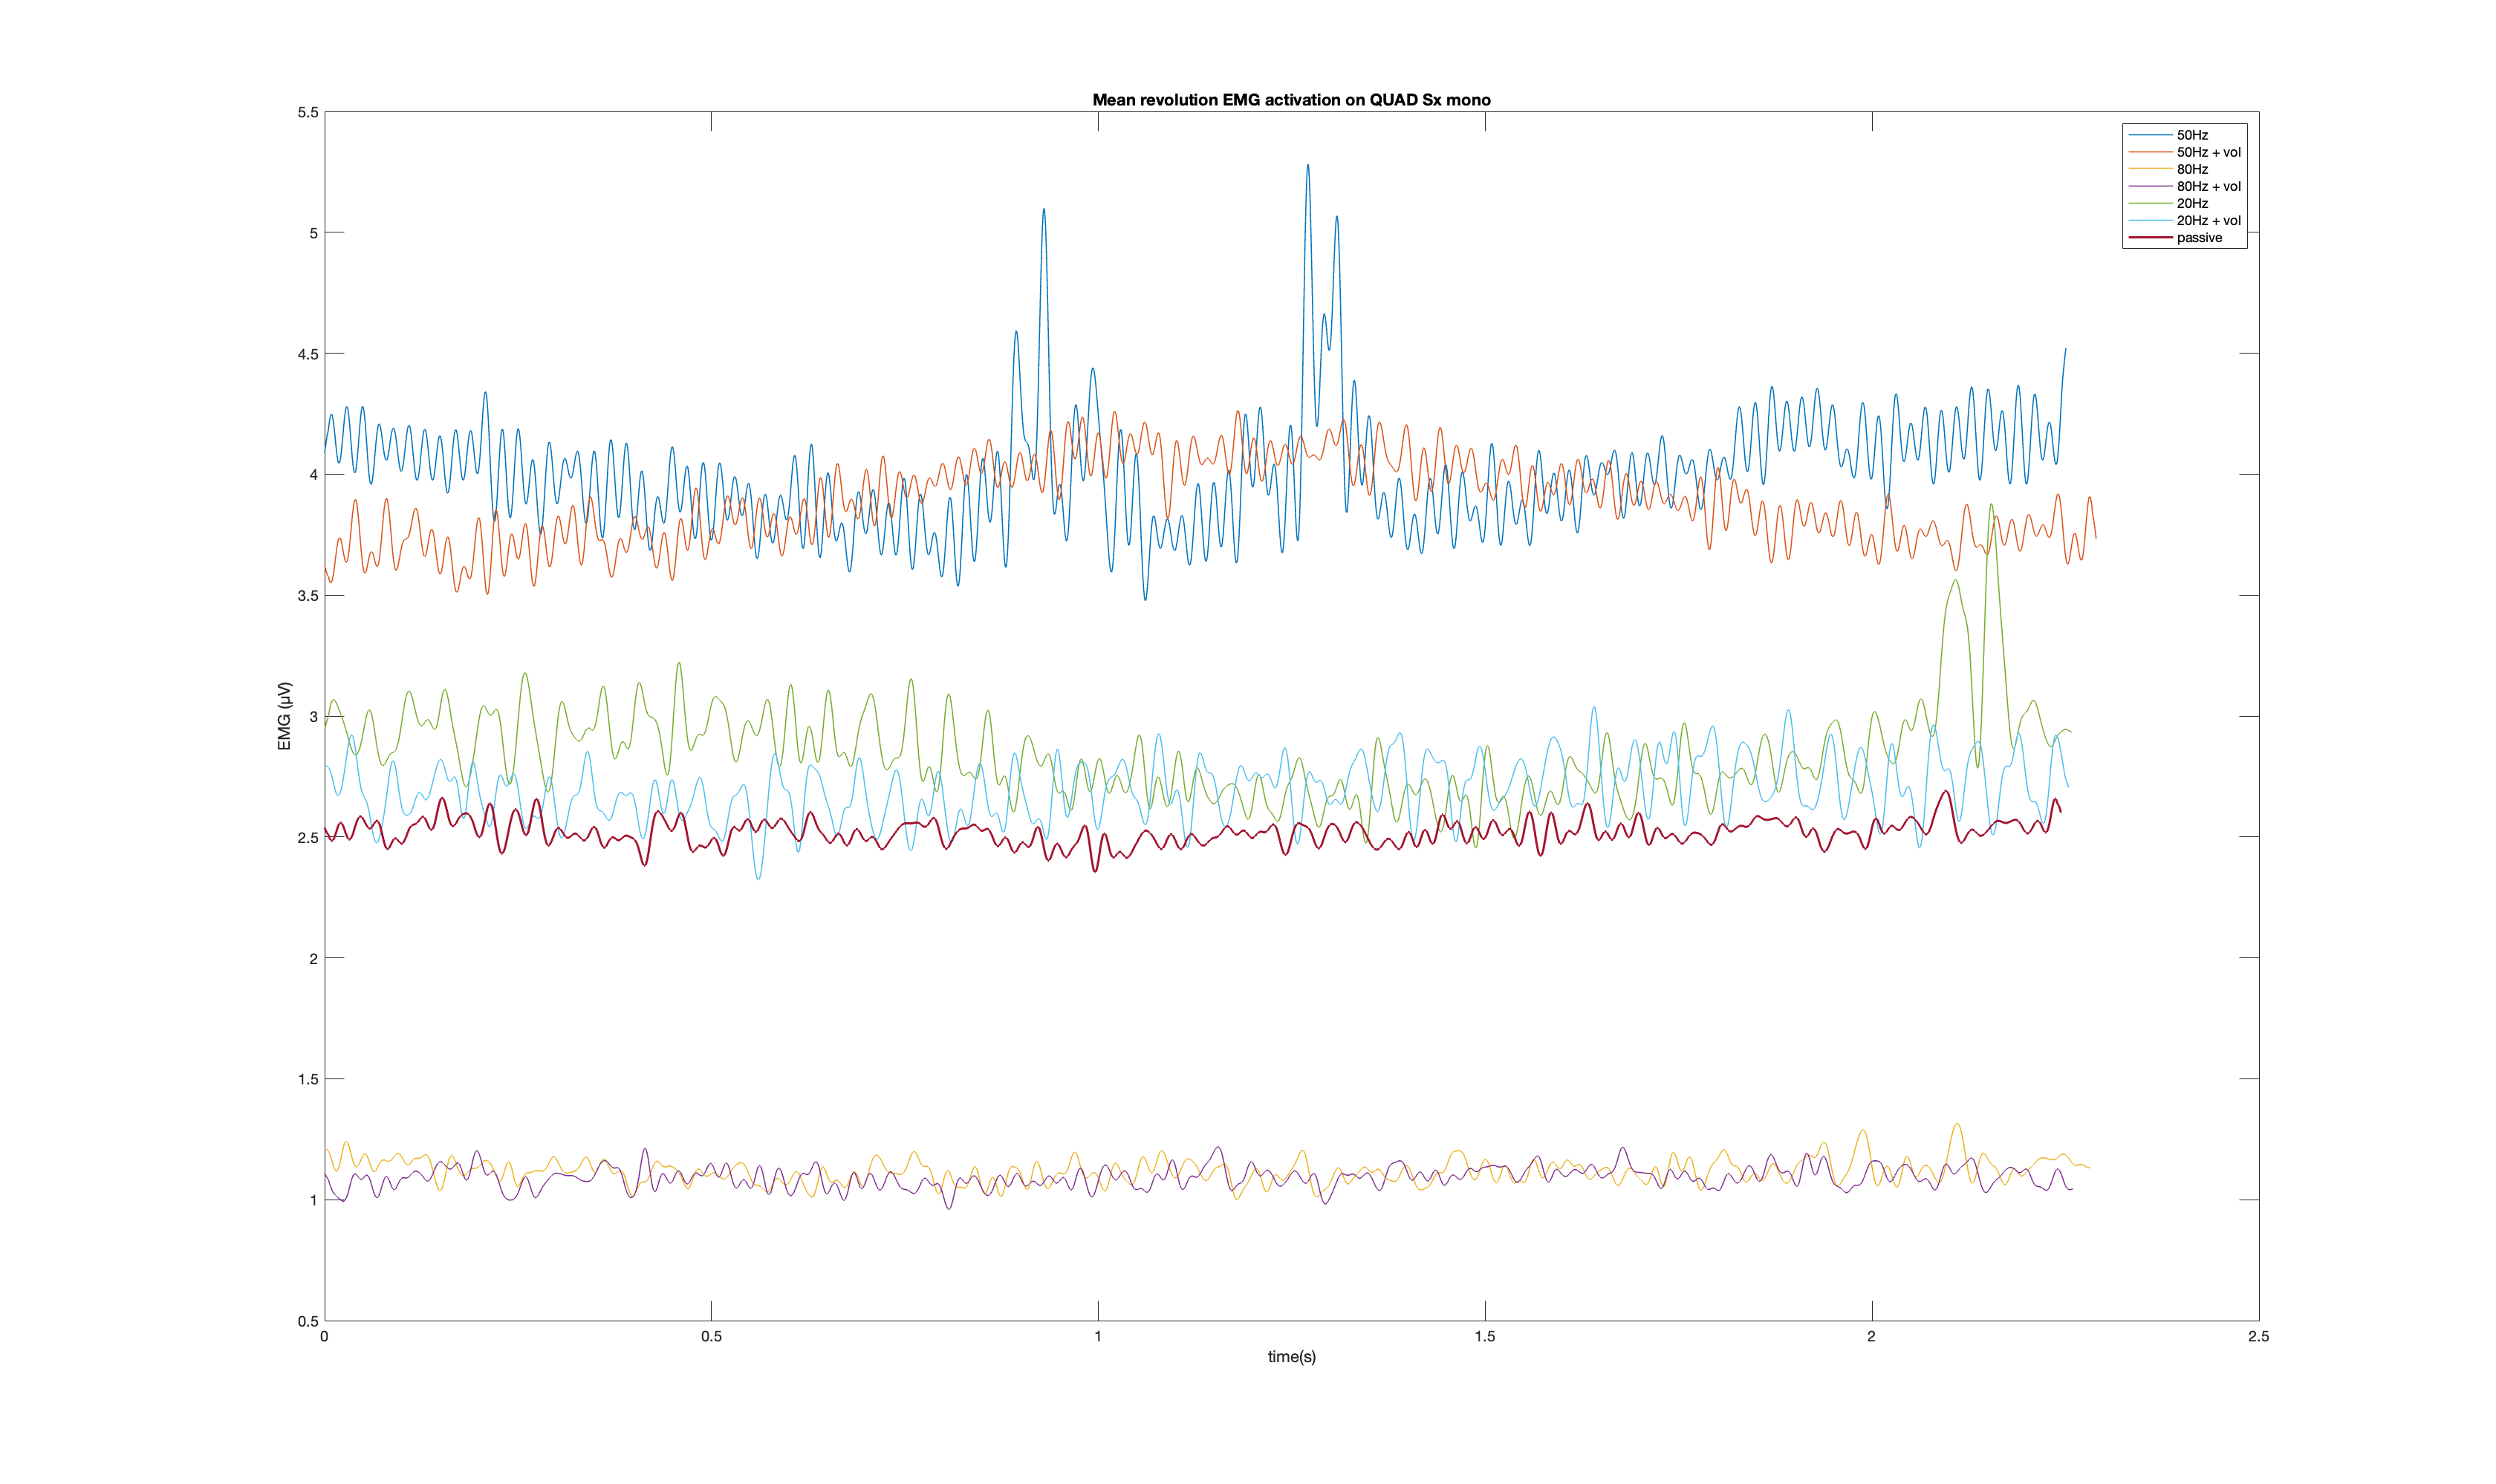 Mean revolution EMG activation on QUAD Sx mono
5.5
5
4.5
4
3.5
3
2.5
2
1.5
1
0.5
EMG (µV)
50Hz
50Hz + vol
80Hz
80Hz + vol
20Hz
20Hz + vol
passive
0
0.5
1
1.5
2
2.5
time(s)